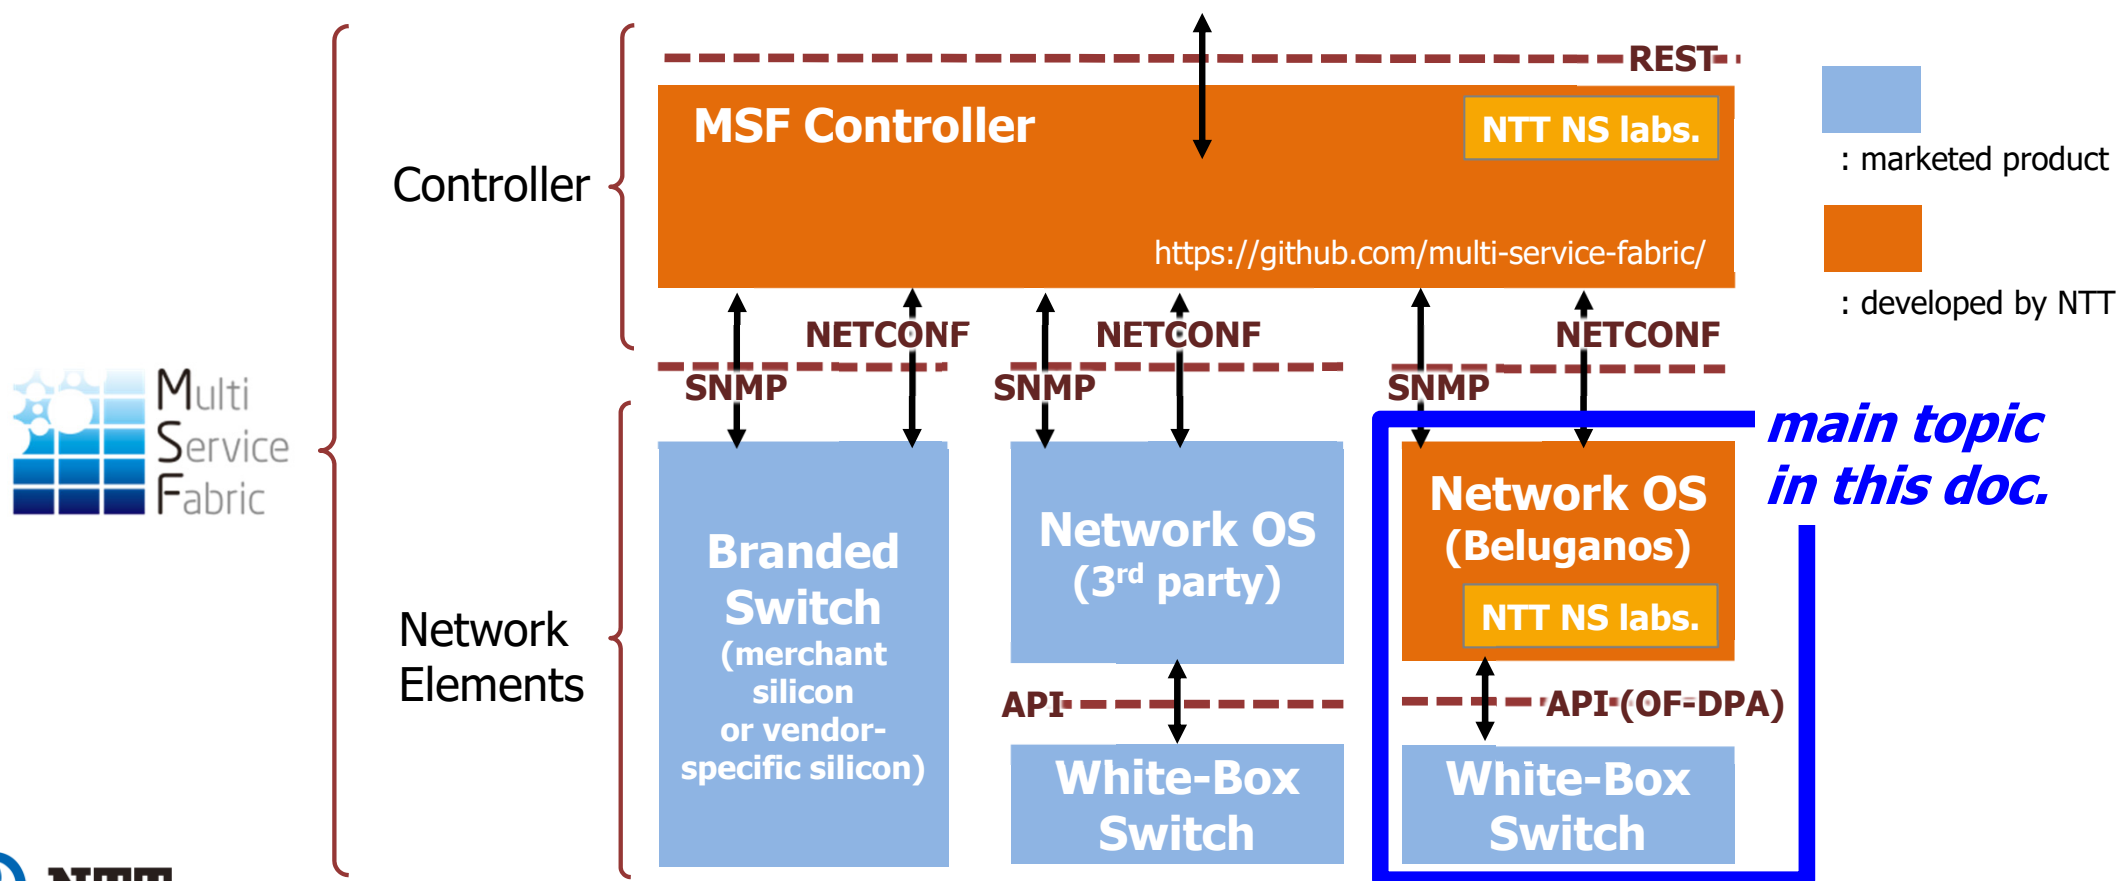 REST
MSF Controller
NTT NS labs.
: marketed product
Controller
https://github.com/multi-service-fabric/
: developed by NTT
NETCONF
NETCONF
NETCONF
SNMP
SNMP
SNMP
Multi
Service
Fabric
main topic
in this doc.
Network
Elements
Branded
Switch
(merchant
silicon
or vendor-
specific silicon)
Network OS
(3rd party)
API
White-Box
Switch
Network OS
(Beluganos)
NTT NS labs.
API (OF-DPA)
White-Box
Switch
NTT